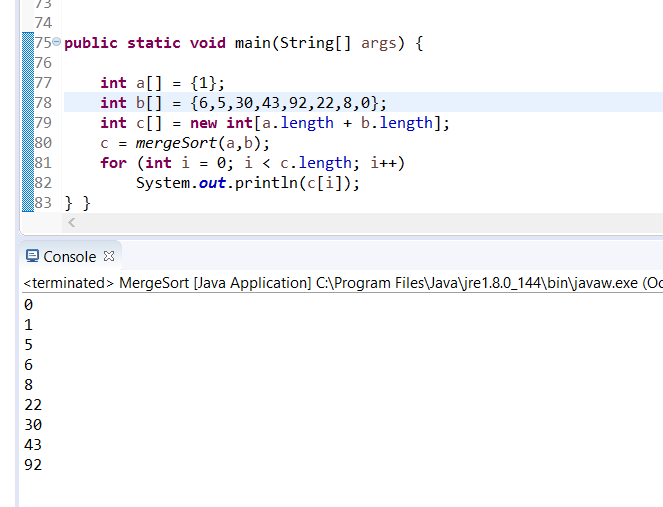 73
74
75 public static void main(String[] args) {
76
77 int a[] = {1};
78 int b[] = {6,5,30,43,92,22,8,0};
79 int c[] = new int[a.length + b.length];
80 c = mergeSort(a,b);
81 for (int i = 0; i < c.length; i++)
82 System.out.println(c[i]);
83 } }
Console
<terminated> MergeSort [Java Application] C:\Program Files\Java\jre1.8.0_144\bin\javaw.exe (Oc
0
1
5
6
8
22
30
43
92